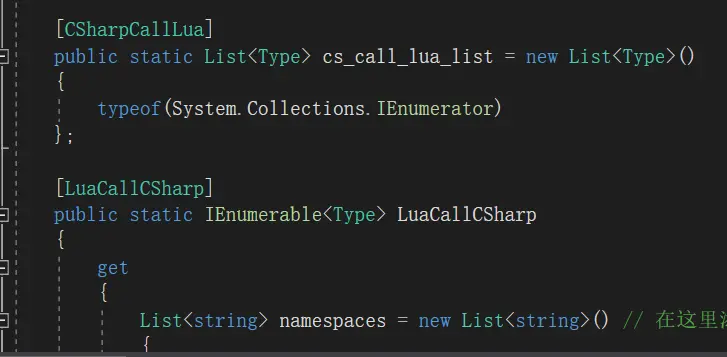 [CSharpCallLua]
public static List<Type> cs_call_lua_list = new List<Type>()
{
typeof(System.Collections.IEnumerator)
};
[LuaCallCSharp]
public static IEnumerable<Type> LuaCallCSharp
{
get
{
List<string> namespaces = new List<string>() // 在这里
{